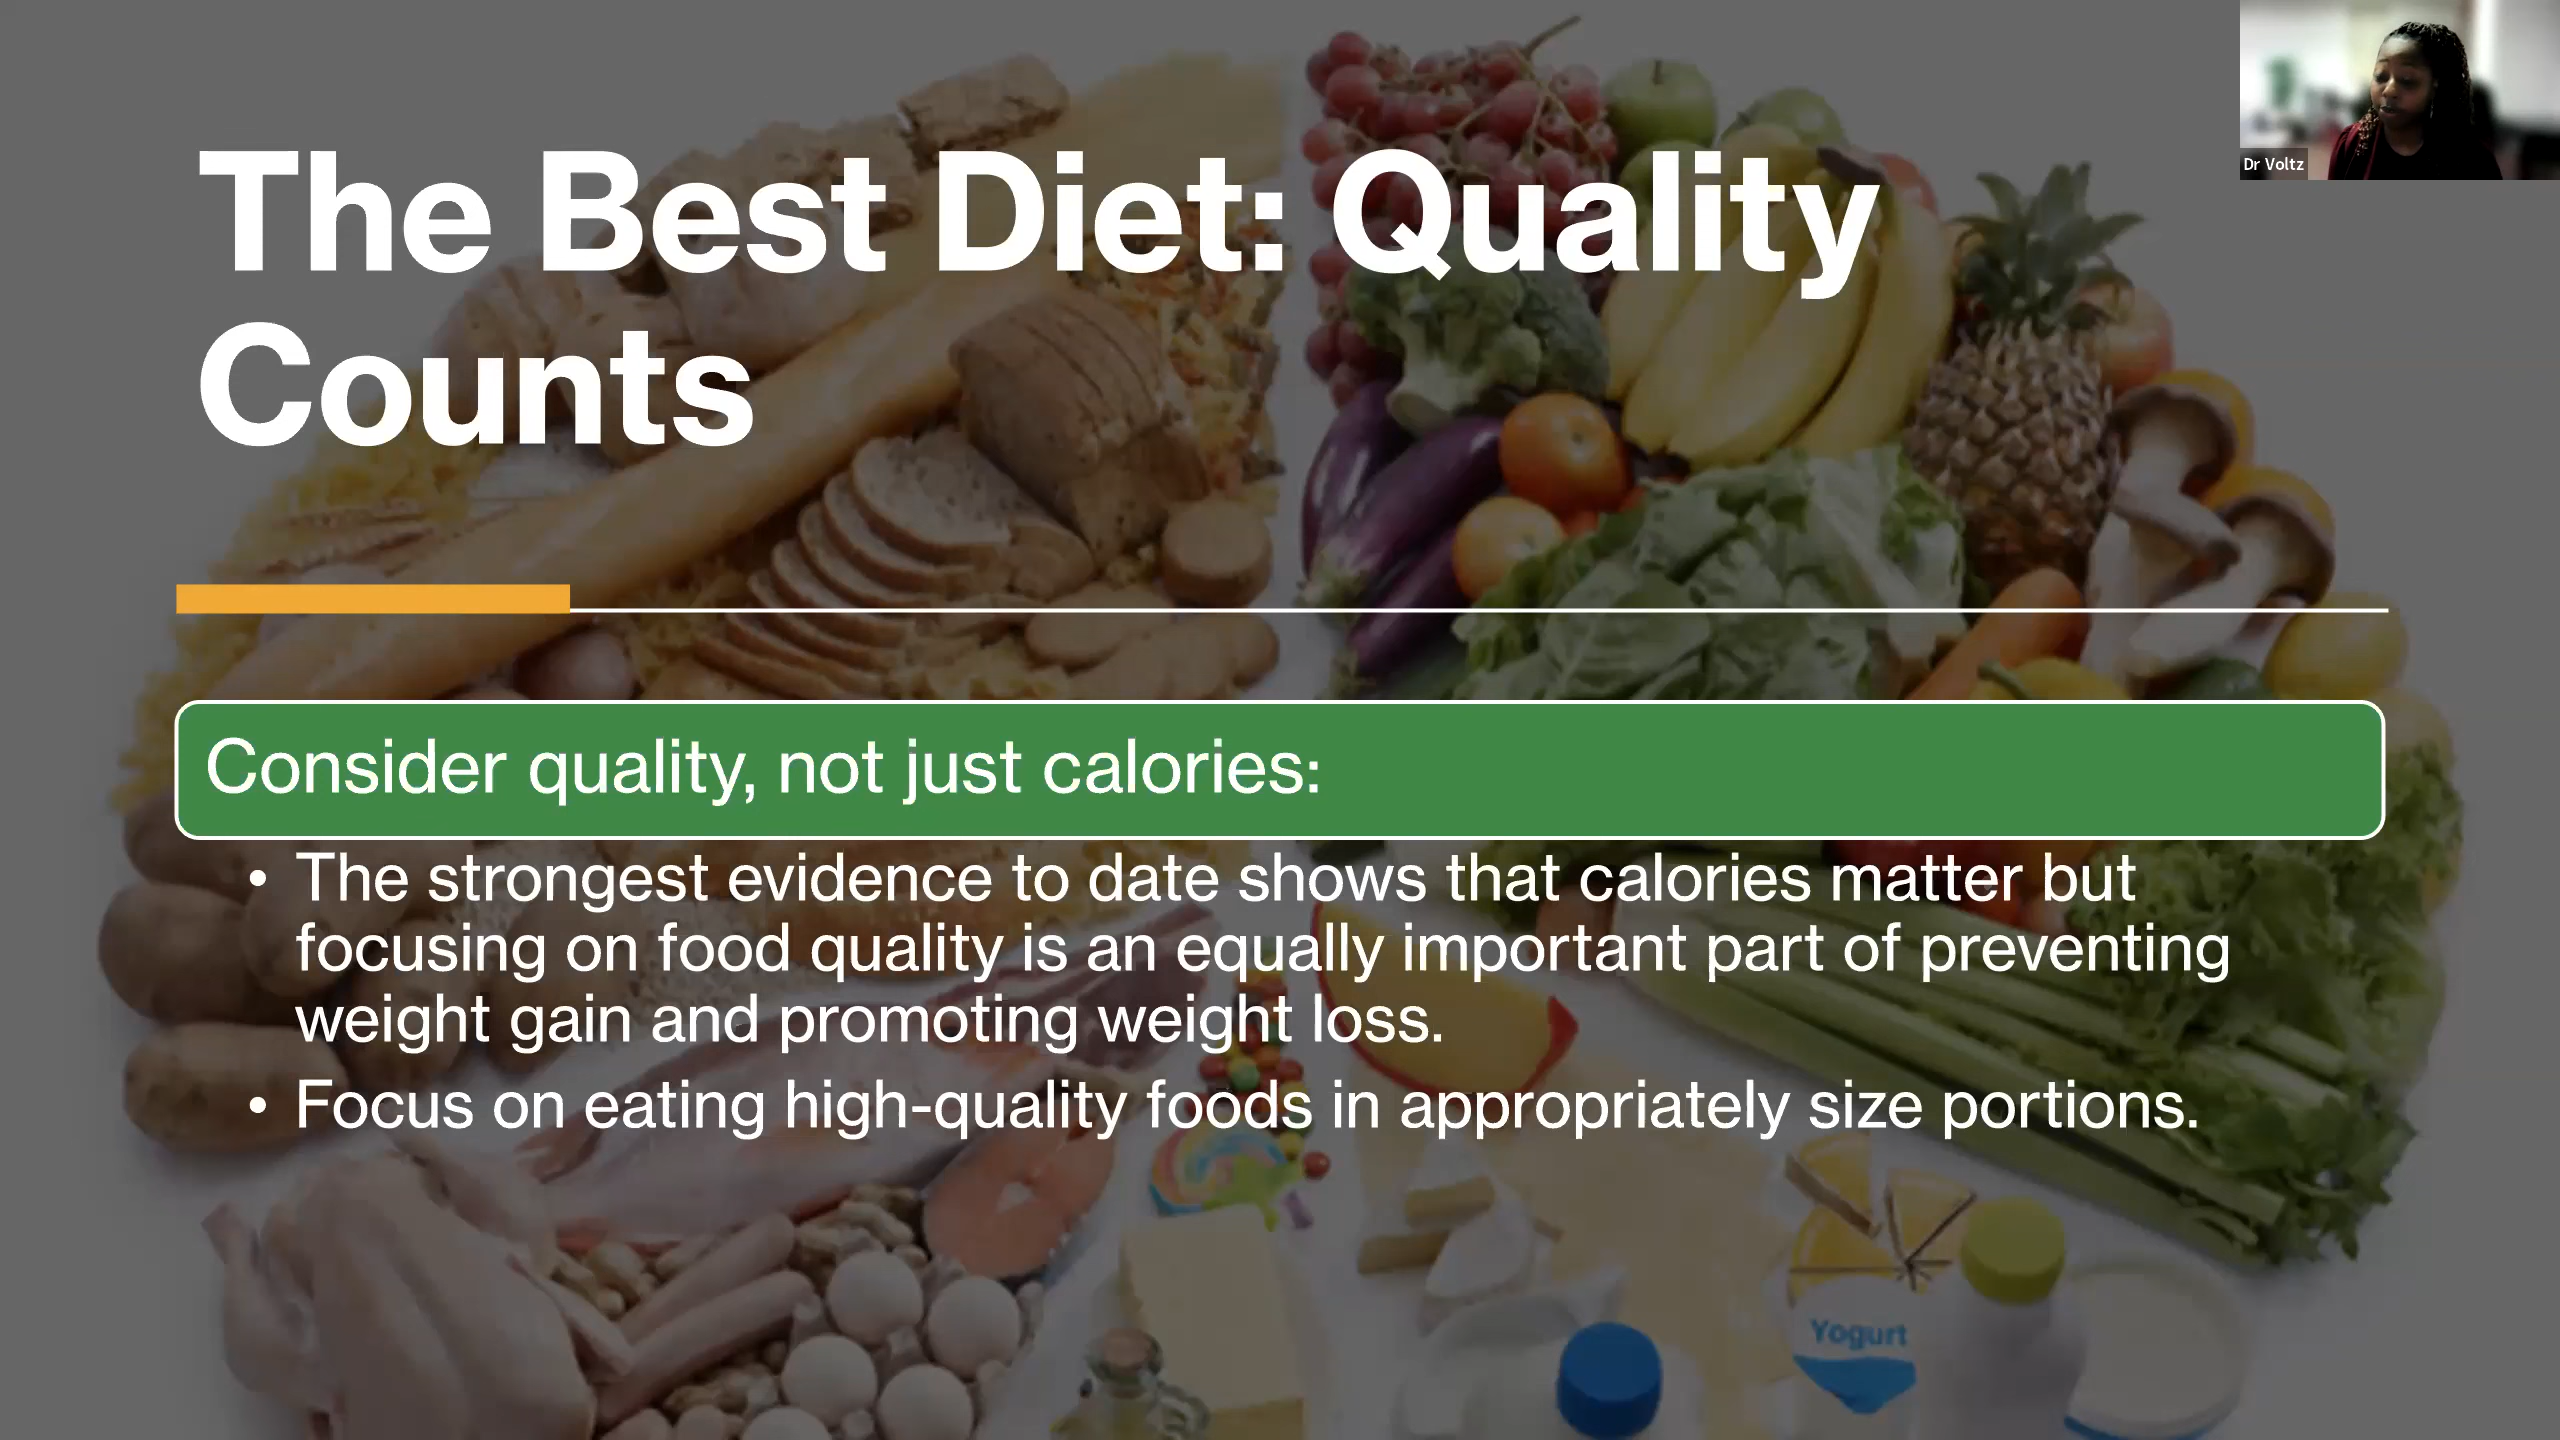 The Best Diet: Quality
Counts
Dr Voltz
Consider quality, not just calories:
• The strongest evidence to date shows that calories matter but
focusing on food quality is an equally important part of preventing
weight gain and promoting weight loss.
• Focus on eating high-quality foods in appropriately size portions.
Yogurt